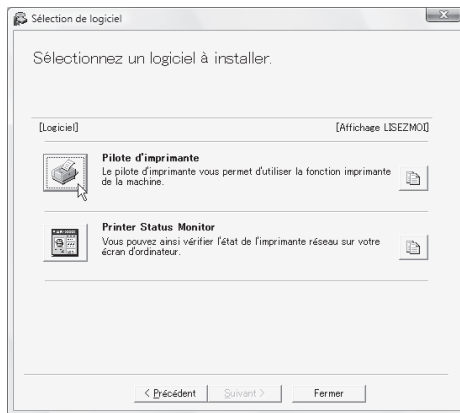 Sélection de logiciel
Sélectionnez un logiciel à installer.
[Logiciel] [Affichage LISEZMOI]
Pilote d'imprimante
Le pilote d'imprimante vous permet d'utiliser la fonction imprimante
de la machine.
Printer Status Monitor
Vous pouvez ainsi vérifier l'état de l'imprimante réseau sur votre
écran d'ordinateur.
< Précédent Suivant > Fermer